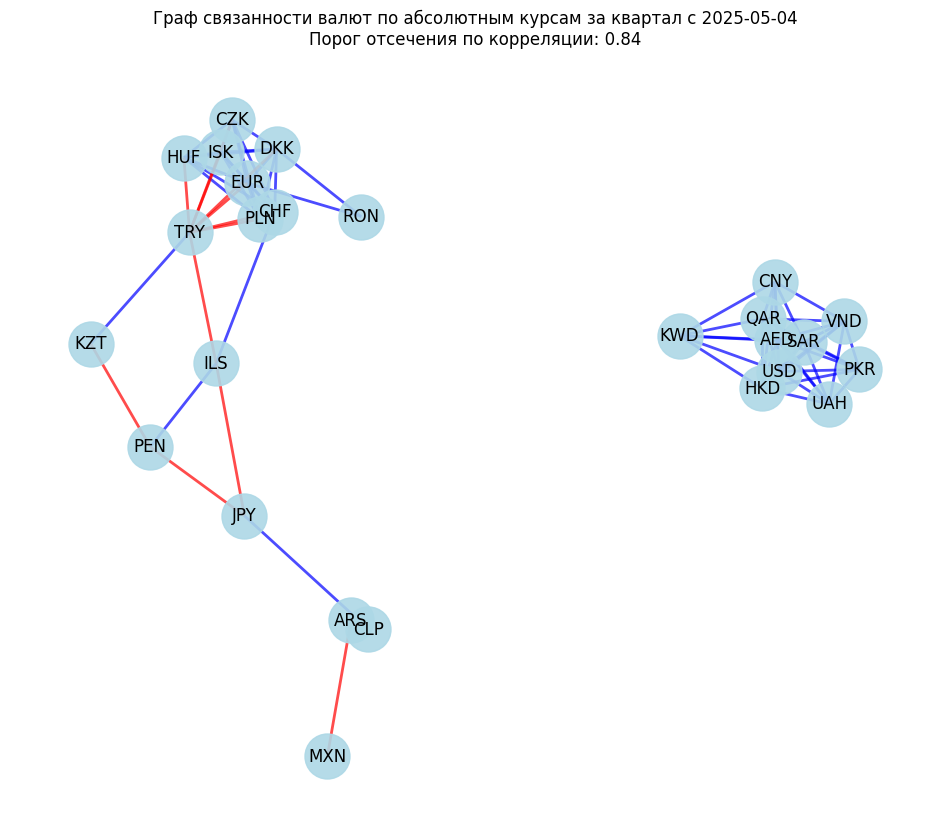 Граф связанности валют по абсолютным курсам за квартал с 2025-05-04
Порог отсечения по корреляции: 0.84
CZK
DKK
ISK
HUF
EUR
CHF
PLN
RON
TRY
CNY
QAR
VND
KWD
AED
SAR
KZT
ILS
USD
PKR
HKD
UAH
PEN
JPY
ARS
CLP
MXN